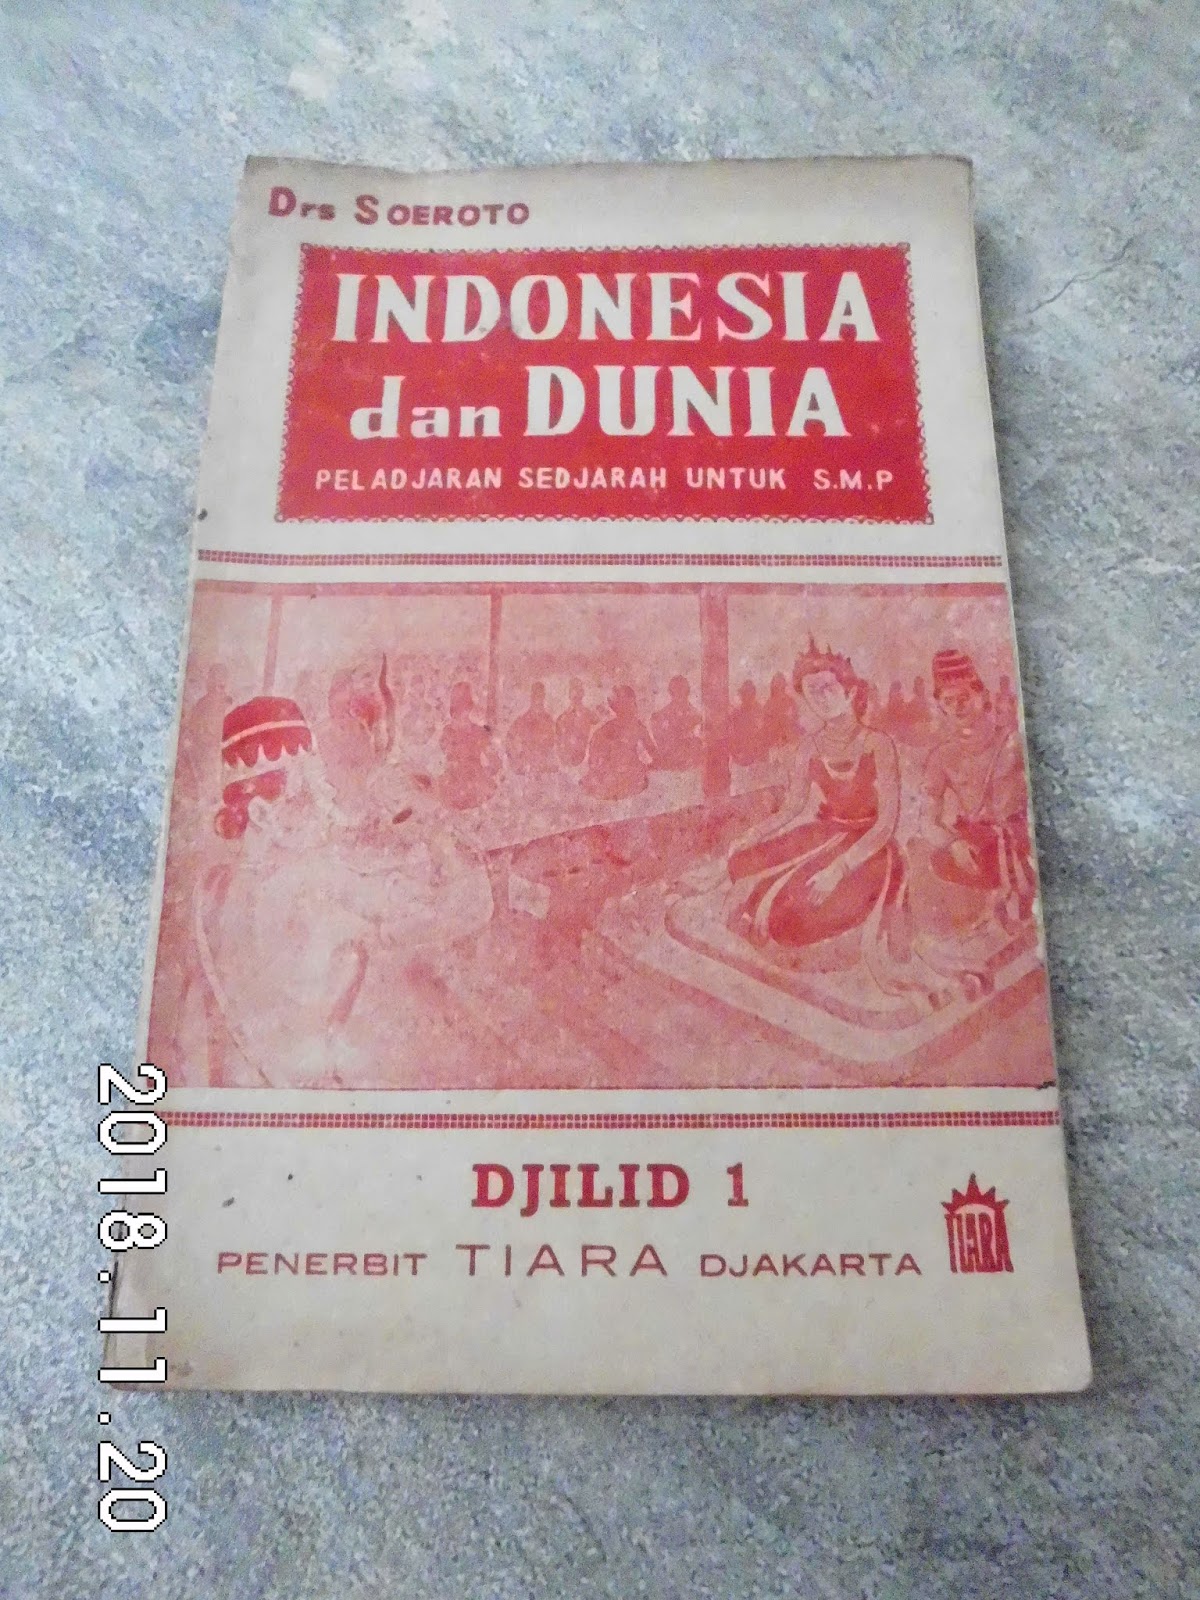 Drs SOEROTO
INDONESIA
dan DUNIA
PELADJARAN SEDJARAH UNTUK S.M.P
DJILID 1
PENERBIT TIARA DJAKARTA
TIARA
2018.11.20